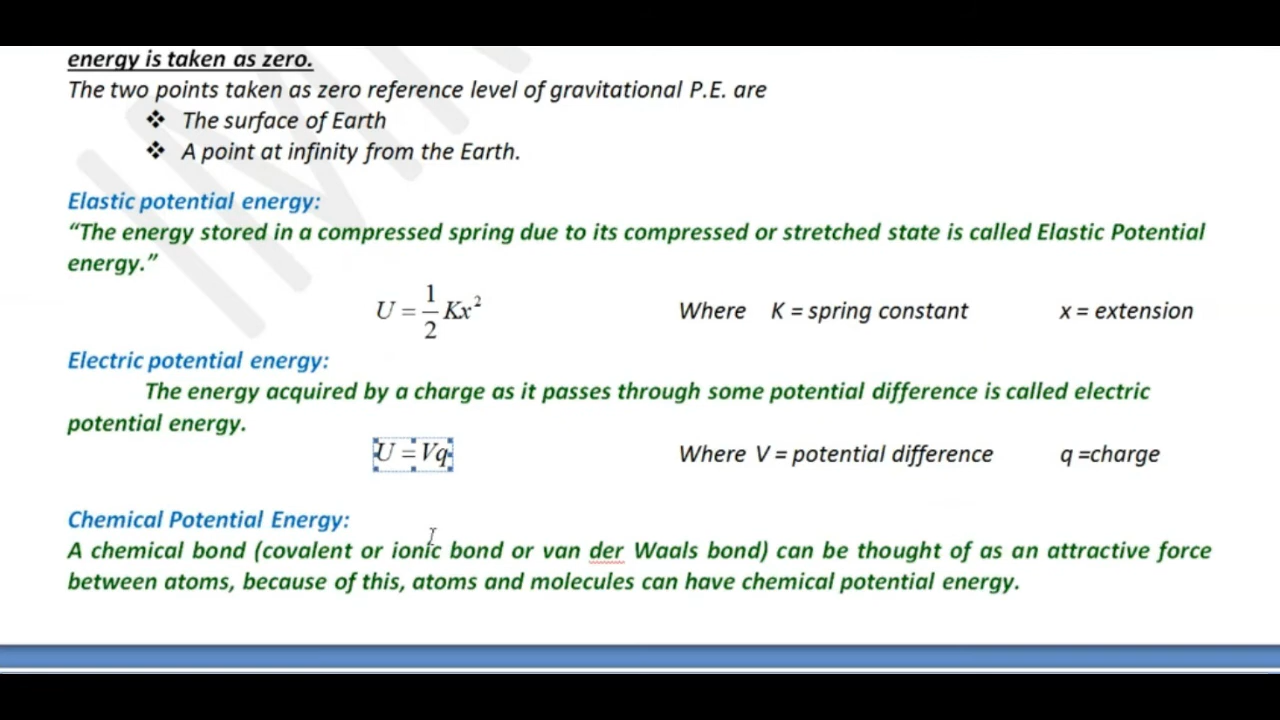 energy is taken as zero.
The two points taken as zero reference level of gravitational P.E. are
❖ The surface of Earth
❖ A point at infinity from the Earth.
Elastic potential energy:
“The energy stored in a compressed spring due to its compressed or stretched state is called Elastic Potential
energy.”
U = 1/2 Kx² Where K = spring constant x = extension
Electric potential energy:
The energy acquired by a charge as it passes through some potential difference is called electric
potential energy.
U = Vq Where V = potential difference q =charge
Chemical Potential Energy:
A chemical bond (covalent or ionic bond or van der Waals bond) can be thought of as an attractive force
between atoms, because of this, atoms and molecules can have chemical potential energy.